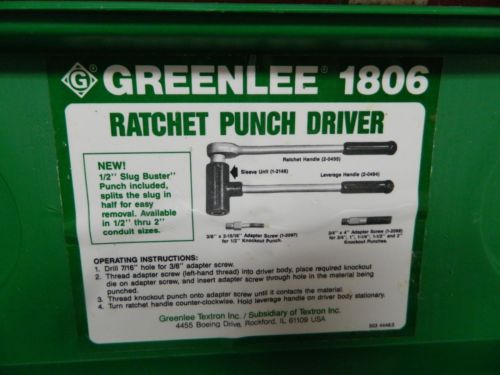 G GREENLEE® 1806
RATCHET PUNCH DRIVER
NEW!
1/2" Slug Buster™
Punch included,
splits the slug in
half for easy
removal. Available
in 1/2" thru 2"
conduit sizes.
Ratchet Handle (2-0495)
Sleeve Unit (1-2148)
Leverage Handle (2-0494)
3/8" x 2-15/16" Adapter Screw (1-2097)
for 1/2" Knockout Punch.
3/4" x 4" Adapter Screw (1-2098)
for 3/4", 1", 1-1/4", 1-1/2" and 2"
Knockout Punches.
OPERATING INSTRUCTIONS:
1. Drill 7/16" hole for 3/8" adapter screw.
2. Thread adapter screw (left-hand thread) into driver body, place required knockout
die on adapter screw, and insert adapter screw through hole in the material being
punched.
3. Thread knockout punch onto adapter screw until it contacts the material.
4. Turn ratchet handle counter-clockwise. Hold leverage handle on driver body stationary.
Greenlee Textron Inc. / Subsidiary of Textron Inc.
4455 Boeing Drive, Rockford, IL 61109 USA